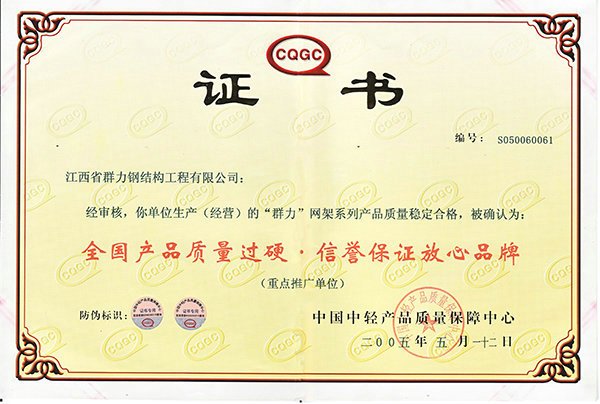 CQGC
证书
编号：S050060061
江西省群力钢结构工程有限公司：
经审核，你单位生产（经营）的“群力”网架系列产品质量稳定合格，被确认为：
全国产品质量过硬·信誉保证放心品牌
（重点推广单位）
防伪标识：
中国中轻产品质量保障中心
二00五年五月一十二日